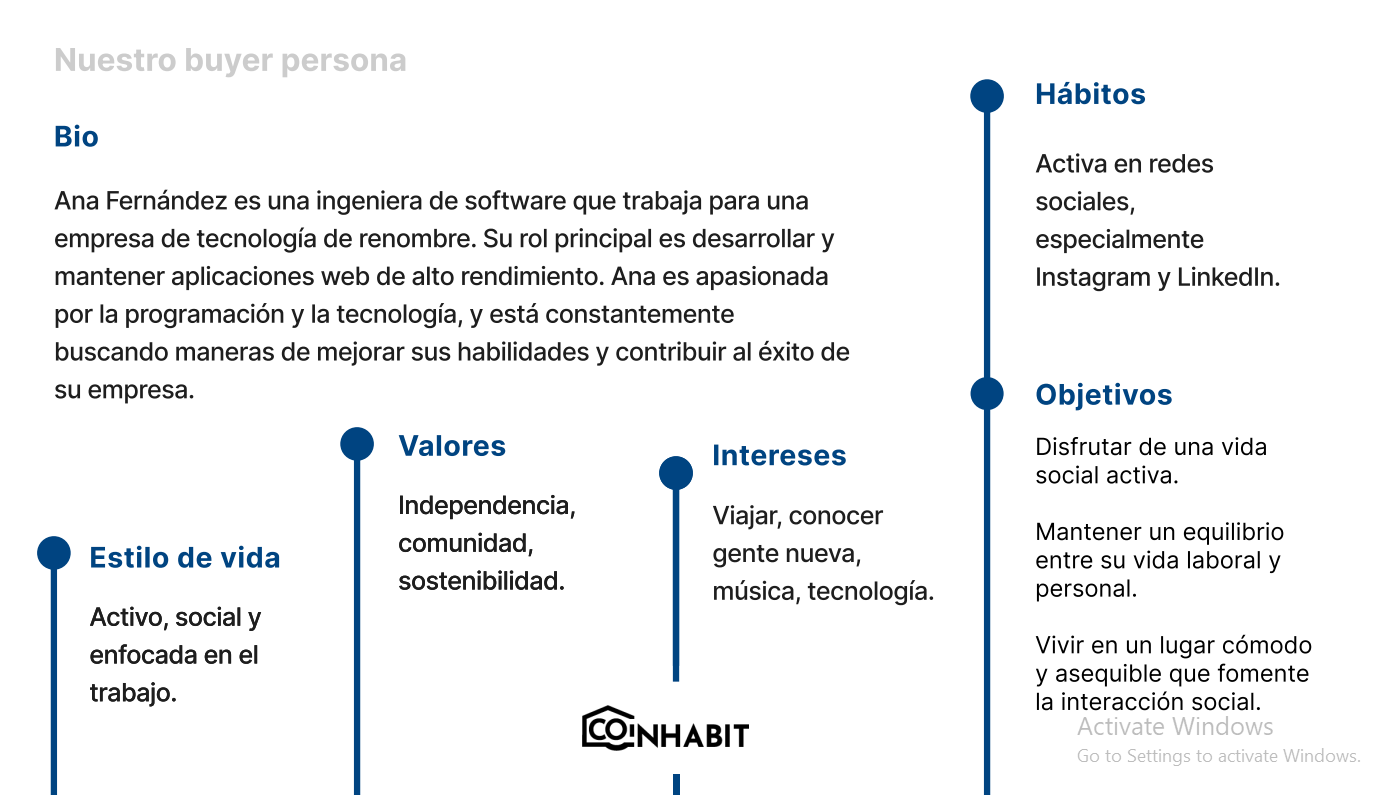 Nuestro buyer persona
Bio
Ana Fernández es una ingeniera de software que trabaja para una
empresa de tecnología de renombre. Su rol principal es desarrollar y
mantener aplicaciones web de alto rendimiento. Ana es apasionada
por la programación y la tecnología, y está constantemente
buscando maneras de mejorar sus habilidades y contribuir al éxito de
su empresa.
Estilo de vida
Activo, social y
enfocada en el
trabajo.
Valores
Independencia,
comunidad,
sostenibilidad.
Intereses
Viajar, conocer
gente nueva,
música, tecnología.
COINHABIT
Hábitos
Activa en redes
sociales,
especialmente
Instagram y LinkedIn.
Objetivos
Disfrutar de una vida
social activa.
Mantener un equilibrio
entre su vida laboral y
personal.
Vivir en un lugar cómodo
y asequible que fomente
la interacción social.
Activate Windows
Go to Settings to activate Windows.